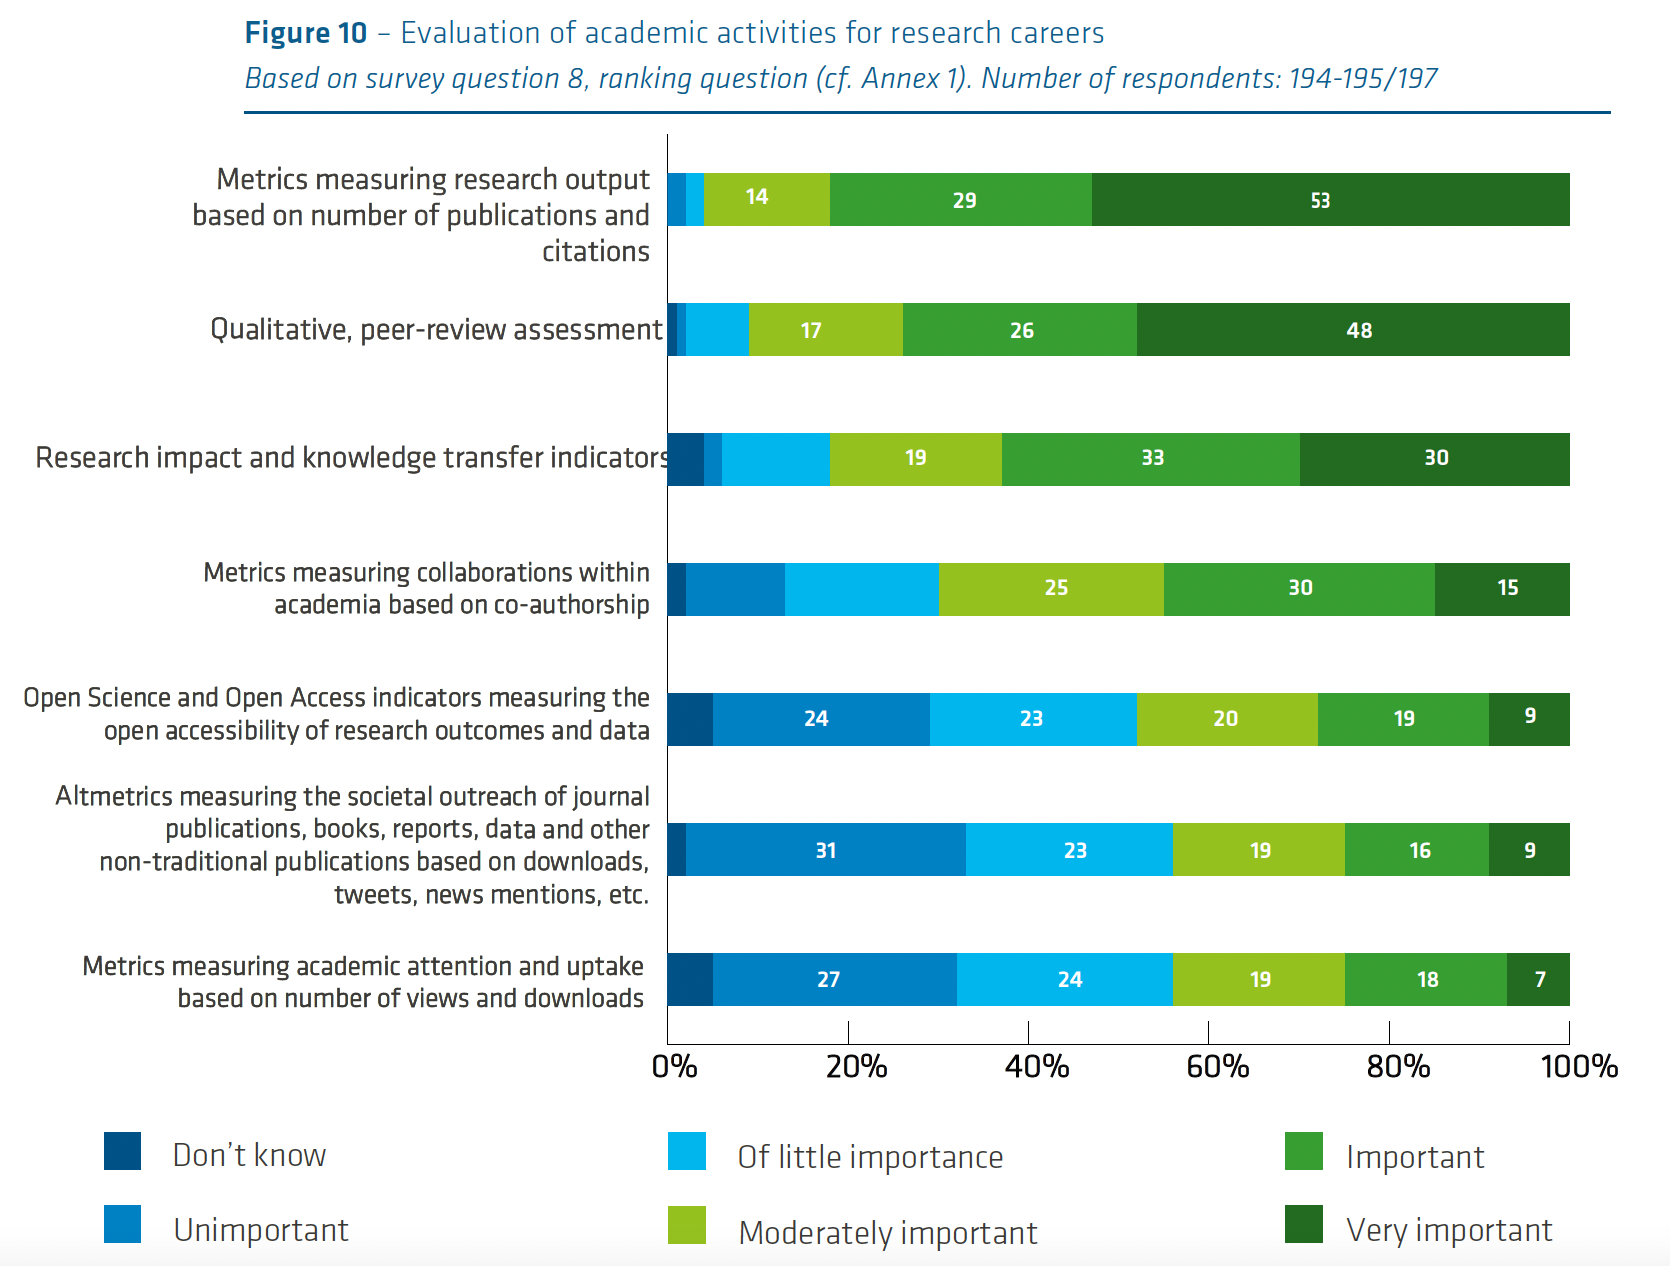 Figure 10 – Evaluation of academic activities for research careers
Based on survey question 8, ranking question (cf. Annex 1). Number of respondents: 194-195/197
Metrics measuring research output
based on number of publications and
citations
14 29 53
Qualitative, peer-review assessment
17 26 48
Research impact and knowledge transfer indicators
19 33 30
Metrics measuring collaborations within
academia based on co-authorship
25 30 15
Open Science and Open Access indicators measuring the
open accessibility of research outcomes and data
24 23 20 19 9
Altmetrics measuring the societal outreach of journal
publications, books, reports, data and other
non-traditional publications based on downloads,
tweets, news mentions, etc.
31 23 19 16 9
Metrics measuring academic attention and uptake
based on number of views and downloads
27 24 19 18 7
0% 20% 40% 60% 80% 100%
Don't know
Of little importance
Important
Unimportant
Moderately important
Very important